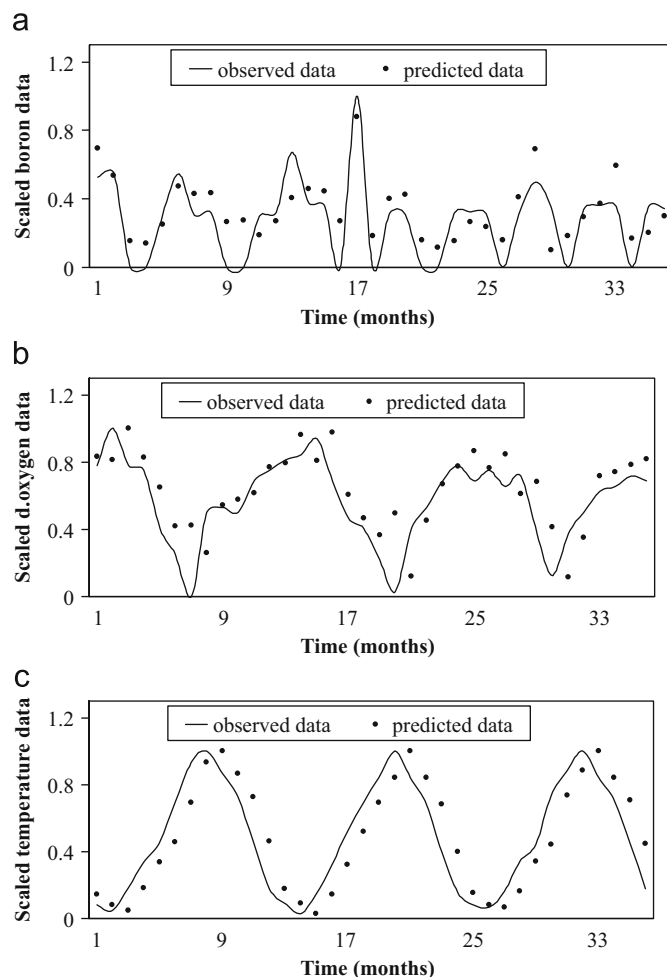 a
Scaled boron data
1.2
0.8
0.4
0
observed data predicted data
1 9 17 25 33
Time (months)
b
Scaled d.oxygen data
1.2
0.8
0.4
0
observed data predicted data
1 9 17 25 33
Time (months)
c
Scaled temperature data
1.2
0.8
0.4
0
observed data predicted data
1 9 17 25 33
Time (months)